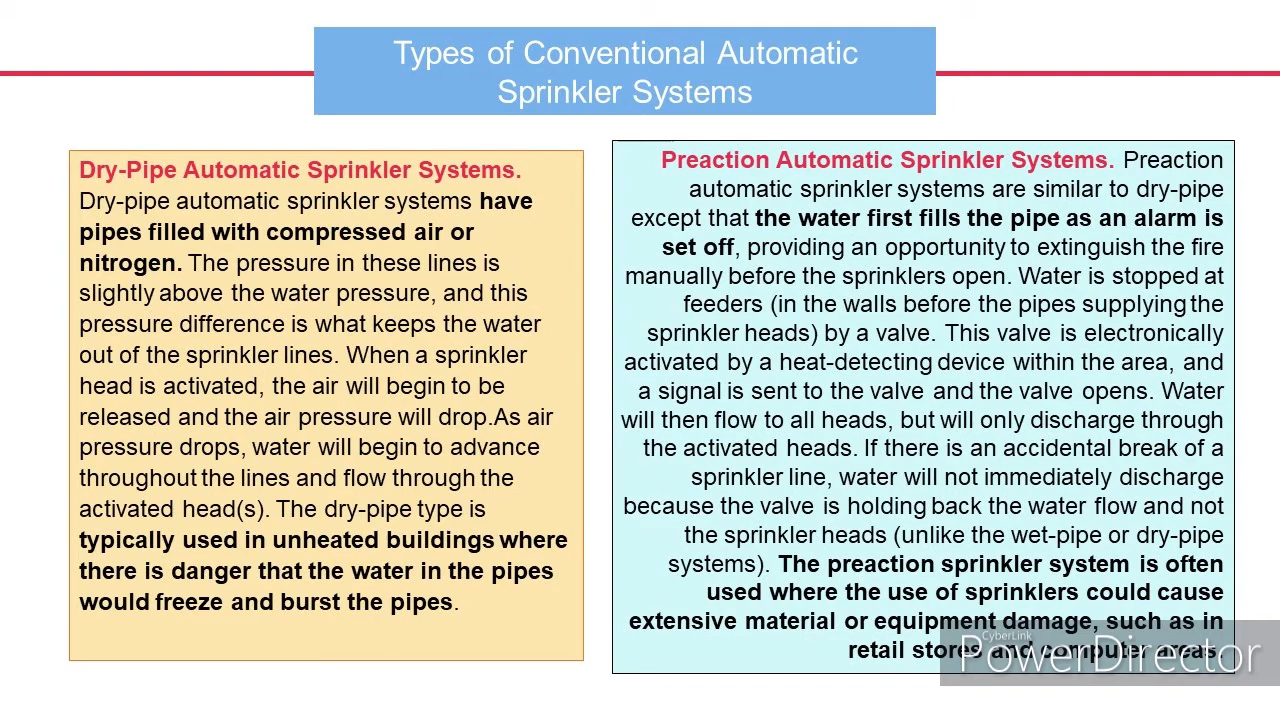 Types of Conventional Automatic
Sprinkler Systems
Dry-Pipe Automatic Sprinkler Systems.
Dry-pipe automatic sprinkler systems have
pipes filled with compressed air or
nitrogen. The pressure in these lines is
slightly above the water pressure, and this
pressure difference is what keeps the water
out of the sprinkler lines. When a sprinkler
head is activated, the air will begin to be
released and the air pressure will drop.As air
pressure drops, water will begin to advance
throughout the lines and flow through the
activated head(s). The dry-pipe type is
typically used in unheated buildings where
there is danger that the water in the pipes
would freeze and burst the pipes.
Preaction Automatic Sprinkler Systems. Preaction
automatic sprinkler systems are similar to dry-pipe
except that the water first fills the pipe as an alarm is
set off, providing an opportunity to extinguish the fire
manually before the sprinklers open. Water is stopped at
feeders (in the walls before the pipes supplying the
sprinkler heads) by a valve. This valve is electronically
activated by a heat-detecting device within the area, and
a signal is sent to the valve and the valve opens. Water
will then flow to all heads, but will only discharge through
the activated heads. If there is an accidental break of a
sprinkler line, water will not immediately discharge
because the valve is holding back the water flow and not
the sprinkler heads (unlike the wet-pipe or dry-pipe
systems). The preaction sprinkler system is often
used where the use of sprinklers could cause
extensive material or equipment damage, such as in
retail stores and computer areas.
CyberLink
PowerDirector